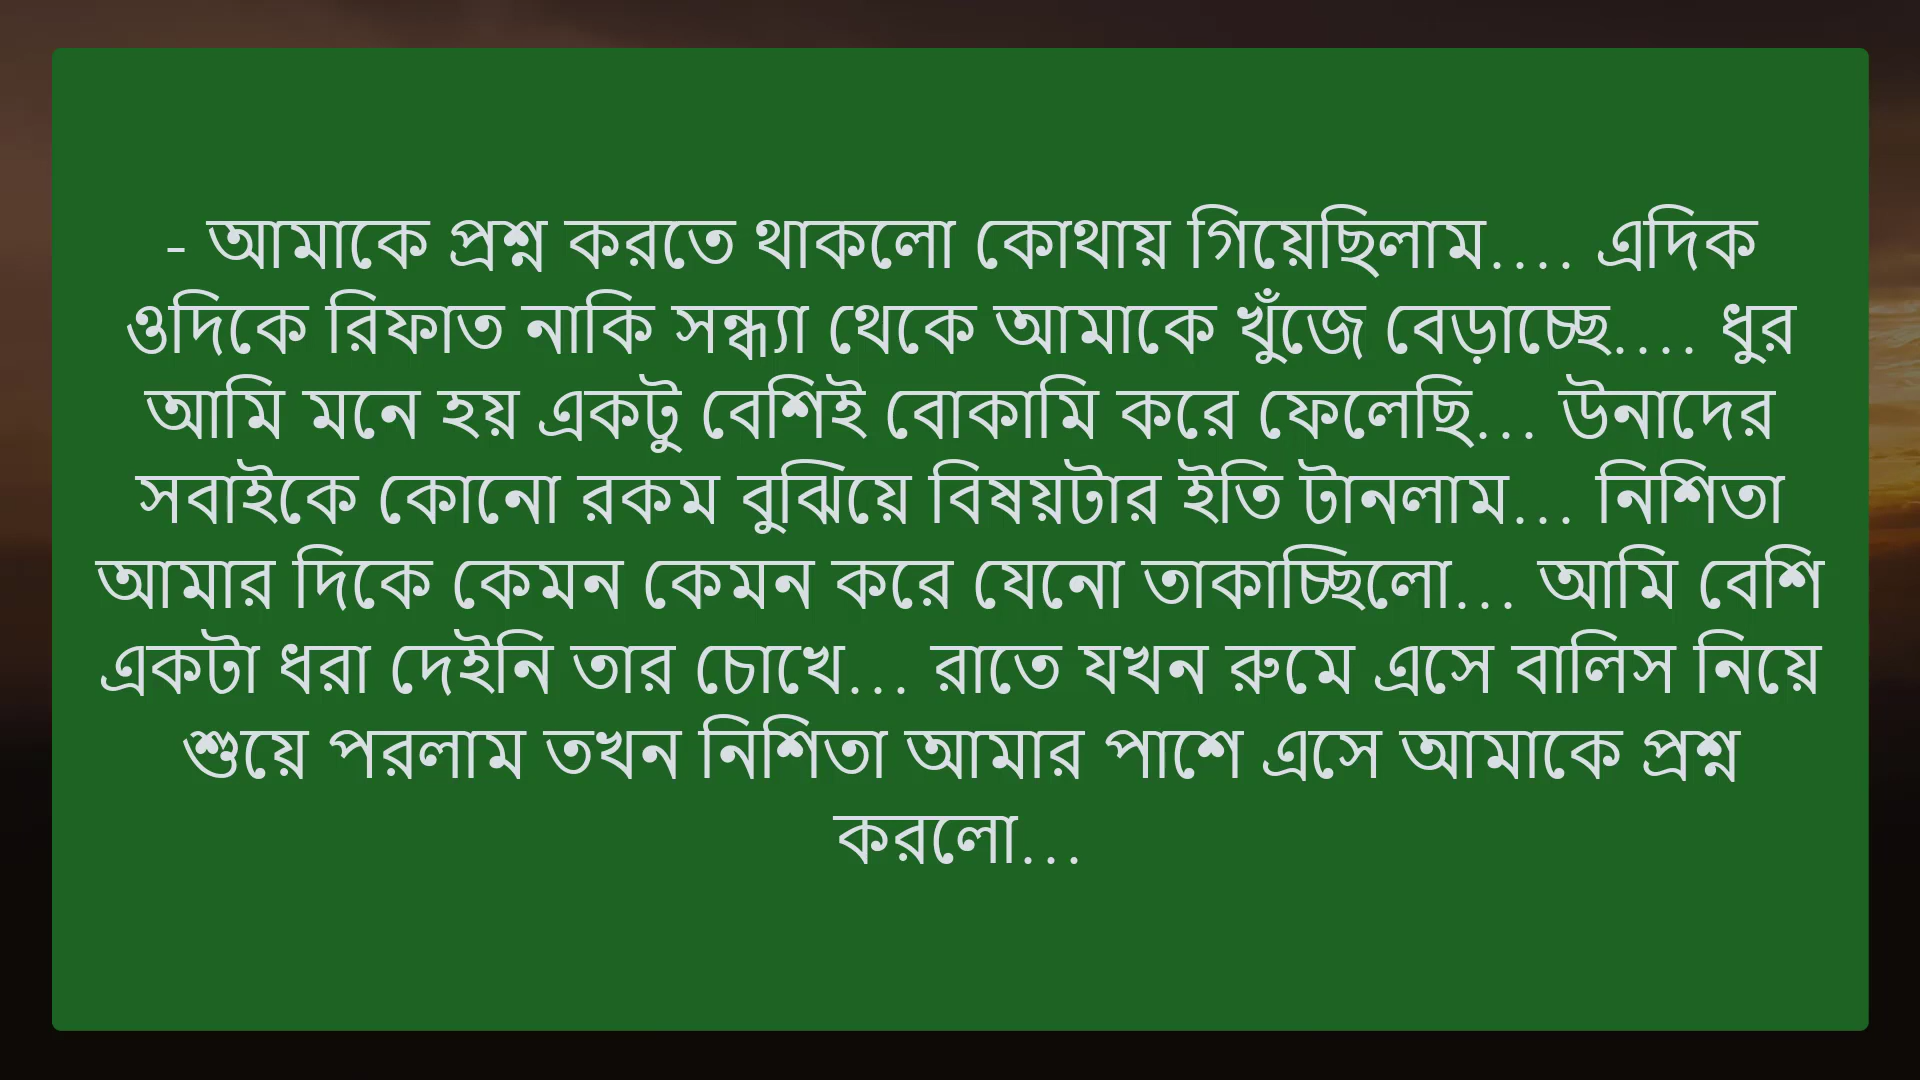 - আমাকে প্রশ্ন করতে থাকলো কোথায় গিয়েছিলাম.... এদিক
ওদিকে রিফাত নাকি সন্ধ্যা থেকে আমাকে খুঁজে বেড়াচ্ছে.... ধুর
আমি মনে হয় একটু বেশিই বোকামি করে ফেলেছি... উনাদের
সবাইকে কোনো রকম বুঝিয়ে বিষয়টার ইতি টানলাম... নিশিতা
আমার দিকে কেমন কেমন করে যেনো তাকাচ্ছিলো... আমি বেশি
একটা ধরা দেইনি তার চোখে... রাতে যখন রুমে এসে বালিস নিয়ে
শুয়ে পরলাম তখন নিশিতা আমার পাশে এসে আমাকে প্রশ্ন
করলো...